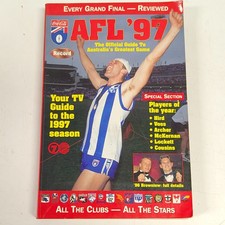 EVERY GRAND FINAL — REVIEWED
AFL '97
The Official Guide To
Australia's Greatest Game
Record
Your TV
Guide to the
1997
season
SPECIAL SECTION
Players of
the year:
• Hird
• Voss
• Archer
• McKernan
• Lockett
• Cousins
'96 Brownlow: full details
ALL THE CLUBS — ALL THE STARS